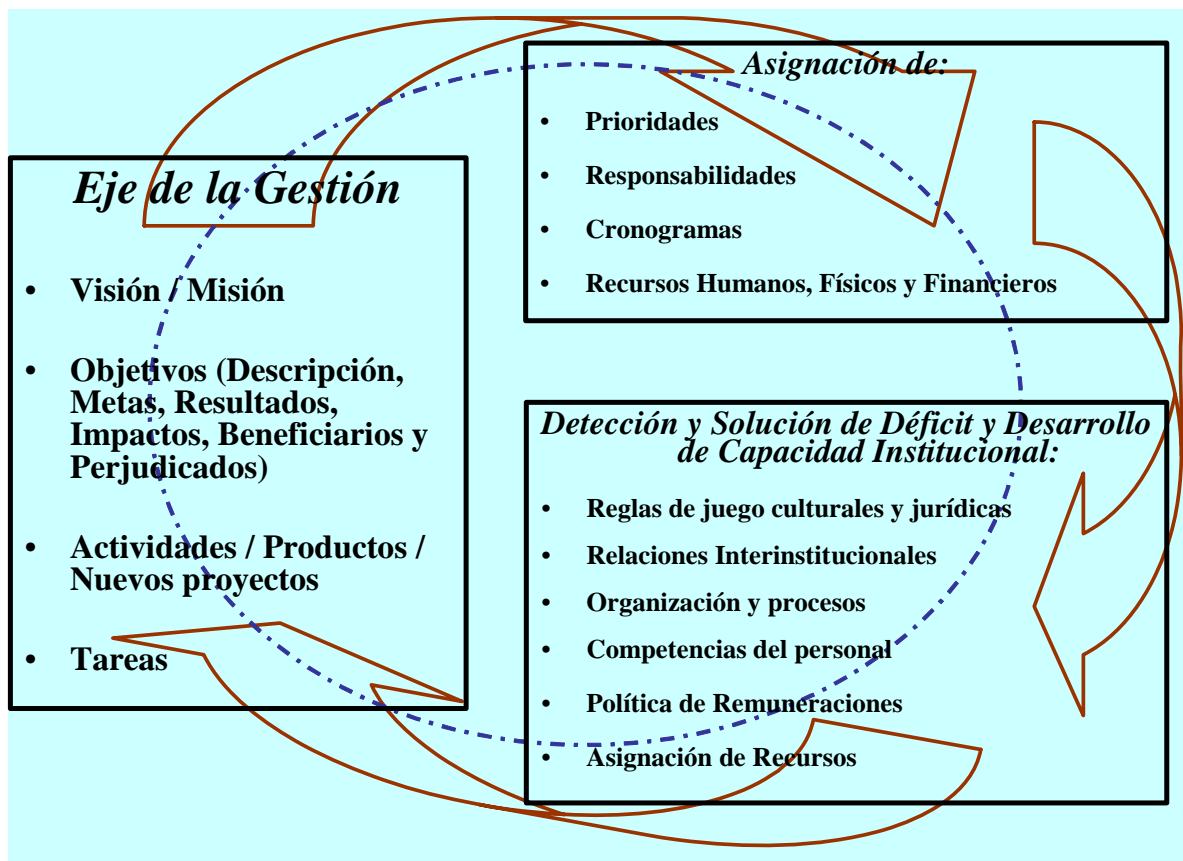 Eje de la Gestión
• Visión / Misión
• Objetivos (Descripción,
Metas, Resultados,
Impactos, Beneficiarios y
Perjudicados)
• Actividades / Productos /
Nuevos proyectos
• Tareas
Asignación de:
• Prioridades
• Responsabilidades
• Cronogramas
• Recursos Humanos, Físicos y Financieros
Detección y Solución de Déficit y Desarrollo
de Capacidad Institucional:
• Reglas de juego culturales y jurídicas
• Relaciones Interinstitucionales
• Organización y procesos
• Competencias del personal
• Política de Remuneraciones
• Asignación de Recursos